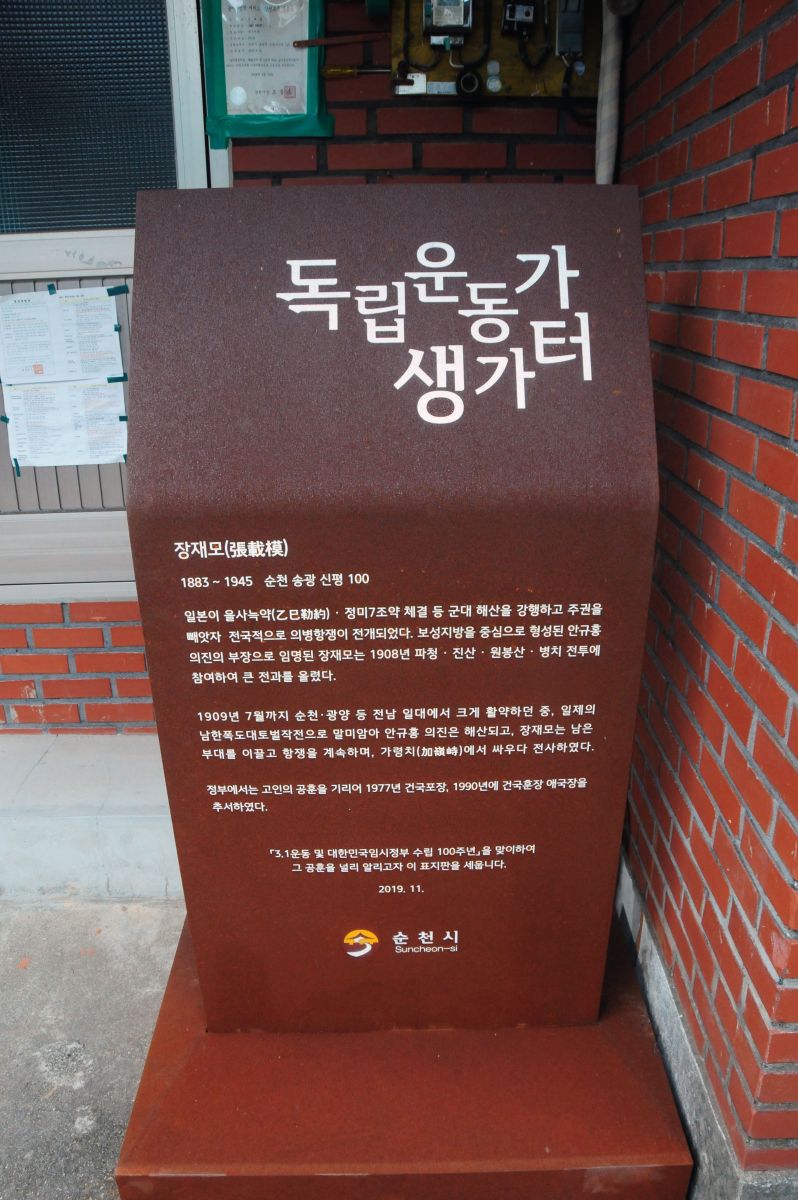 독립운동가
생가터
장재모(張載模)
1883 ~ 1945 순천 송광 신평 100
일본이 을사늑약(乙巳勒約) · 정미7조약 체결 등 군대 해산을 강행하고 주권을
빼앗자 전국적으로 의병항쟁이 전개되었다. 보성지방을 중심으로 형성된 안규홍
의진의 부장으로 임명된 장재모는 1908년 파청 · 진산 · 원봉산 · 병치 전투에
참여하여 큰 전과를 올렸다.
1909년 7월까지 순천·광양 등 전남 일대에서 크게 활약하던 중, 일제의
남한폭도대토벌작전으로 말미암아 안규홍 의진은 해산되고, 장재모는 남은
부대를 이끌고 항쟁을 계속하며, 가령치(加嶺峙)에서 싸우다 전사하였다.
정부에서는 고인의 공훈을 기리어 1977년 건국포장, 1990년에 건국훈장 애국장을
추서하였다.
「3.1운동 및 대한민국임시정부 수립 100주년」을 맞이하여
그 공훈을 널리 알리고자 이 표지판을 세웁니다.
2019. 11.
순천시
Suncheon-si